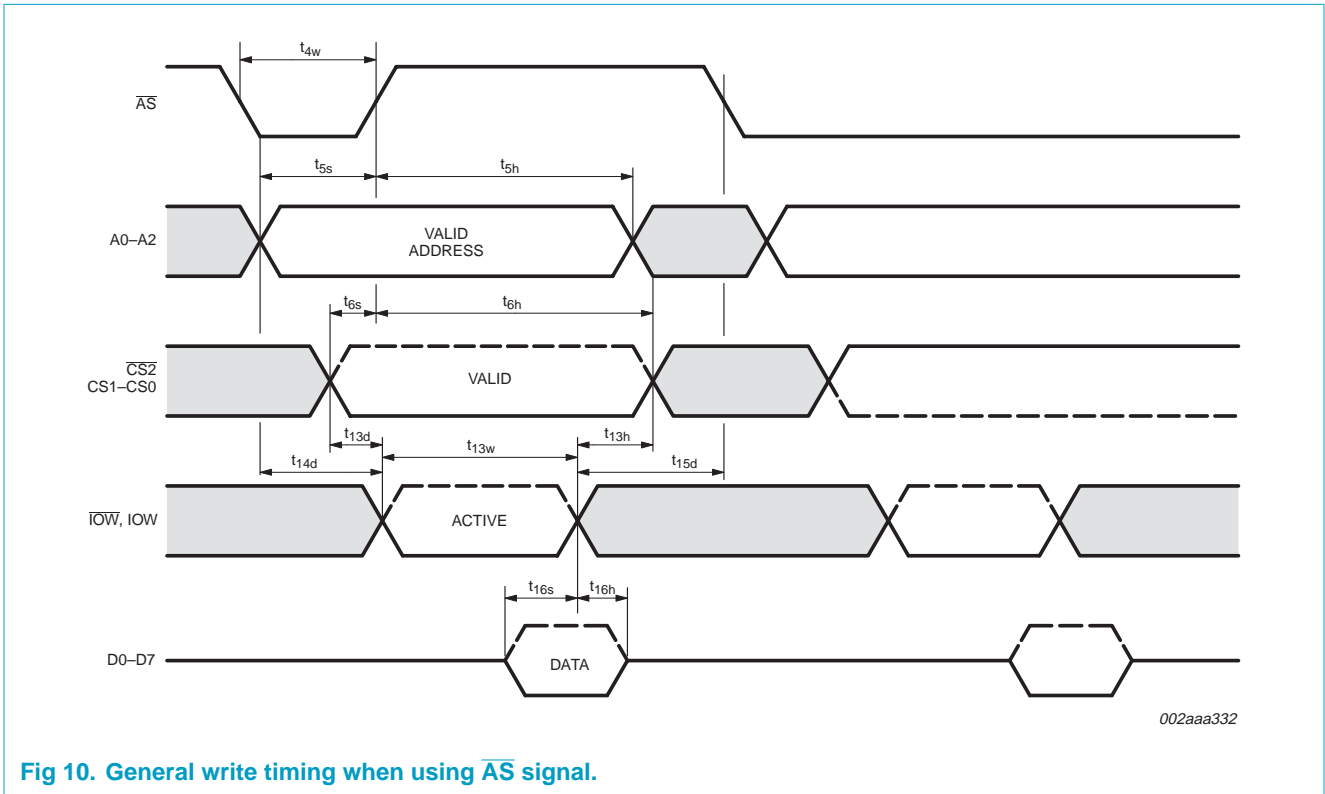 t4w
AS
t5s
t5h
A0–A2
VALID
ADDRESS
t6s
t6h
CS2
CS1–CS0
VALID
t13d
t13w
t13h
t14d
t15d
IOW, IOW
ACTIVE
t16s
t16h
D0–D7
DATA
002aaa332
Fig 10. General write timing when using AS signal.